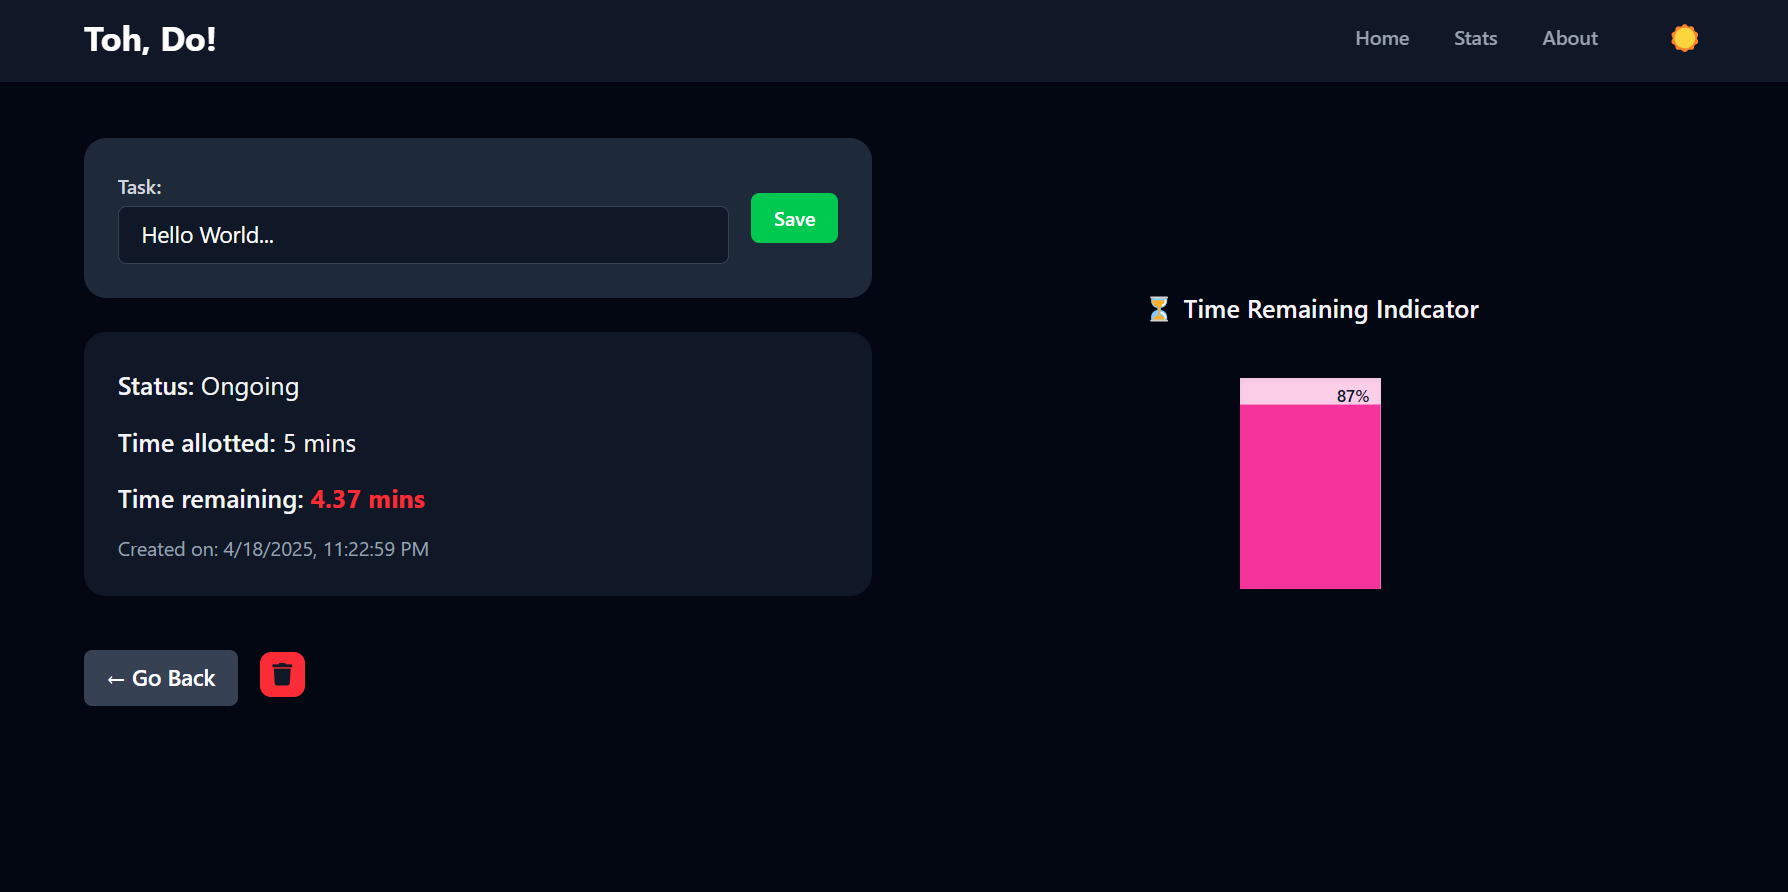 Toh, Do!
Home
Stats
About
Task:
Hello World...
Save
Status: Ongoing
Time allotted: 5 mins
Time remaining: 4.37 mins
Created on: 4/18/2025, 11:22:59 PM
← Go Back
⏳ Time Remaining Indicator
87%